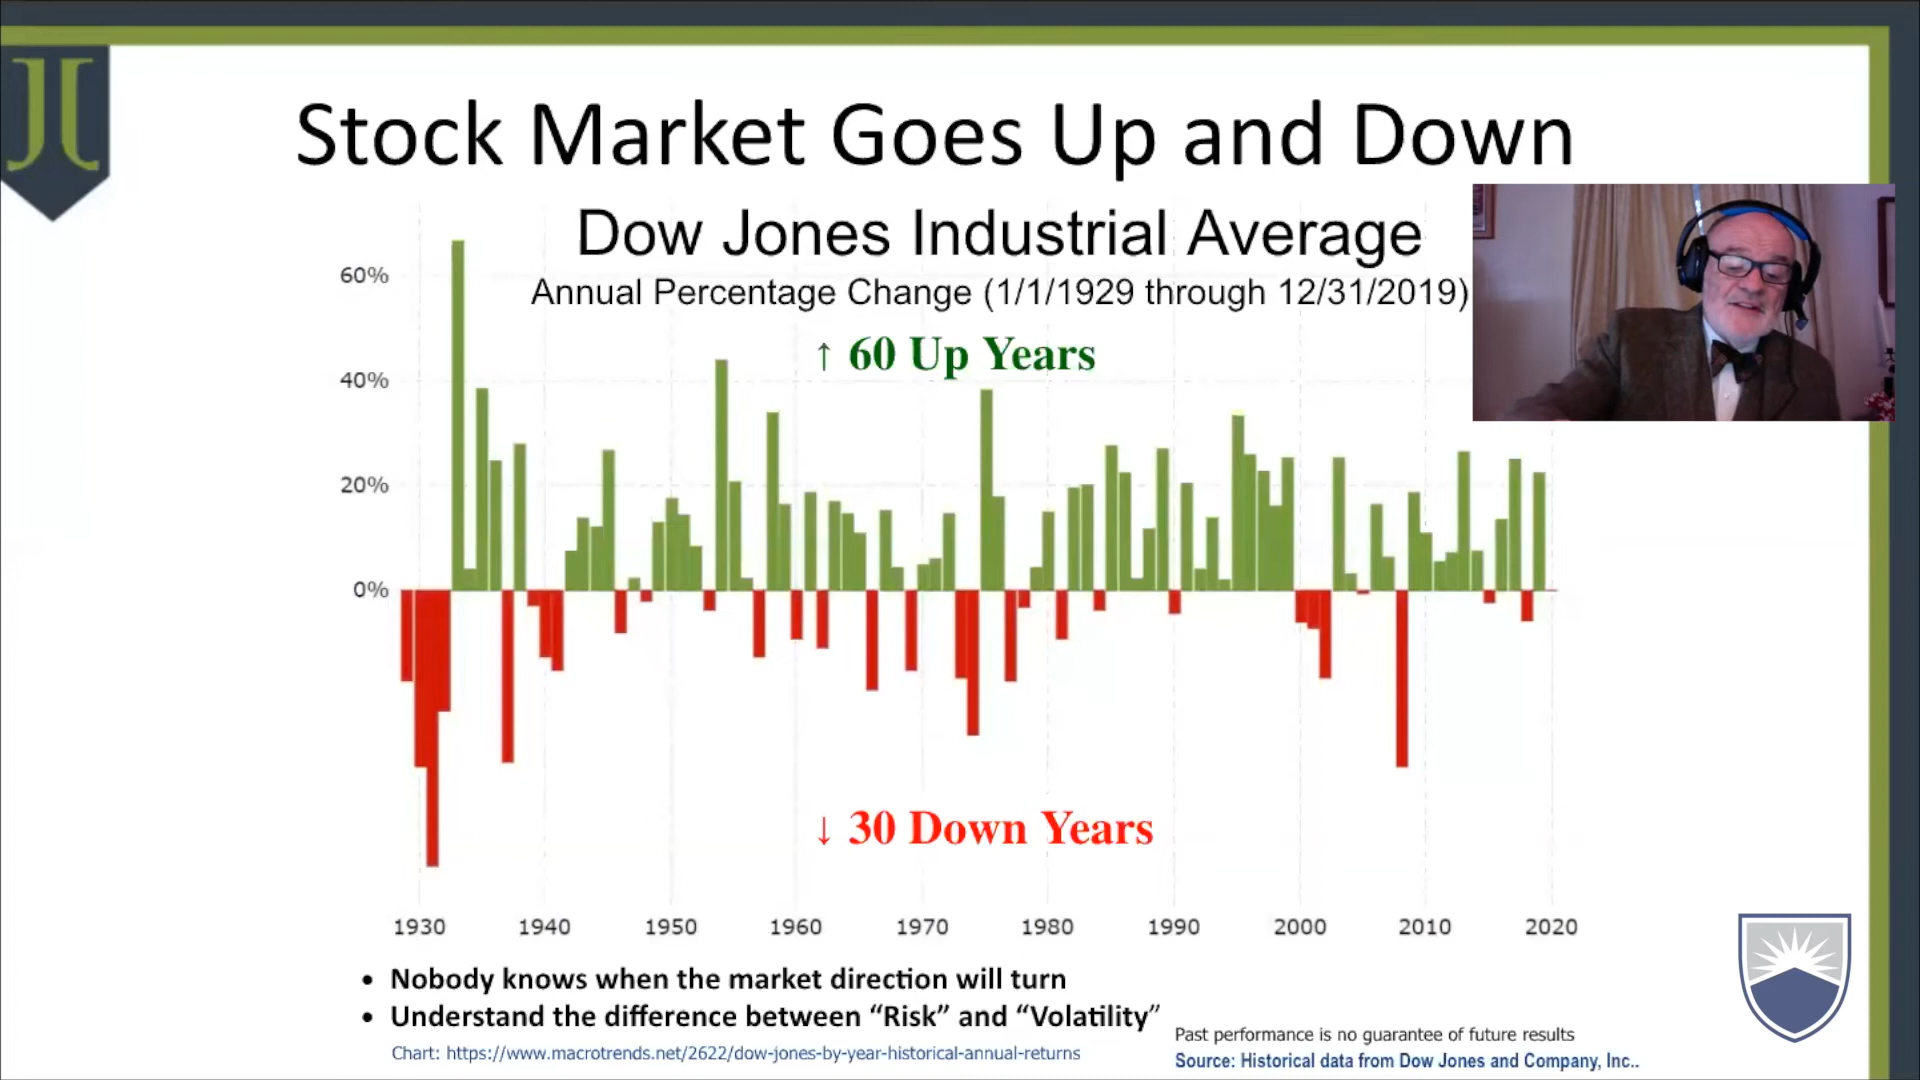 Stock Market Goes Up and Down
Dow Jones Industrial Average
Annual Percentage Change (1/1/1929 through 12/31/2019)
↑ 60 Up Years
60%
40%
20%
0%
↓ 30 Down Years
1930 1940 1950 1960 1970 1980 1990 2000 2010 2020
• Nobody knows when the market direction will turn
• Understand the difference between “Risk” and “Volatility”
Chart: https://www.macrotrends.net/2622/dow-jones-by-year-historical-annual-returns
Past performance is no guarantee of future results
Source: Historical data from Dow Jones and Company, Inc..